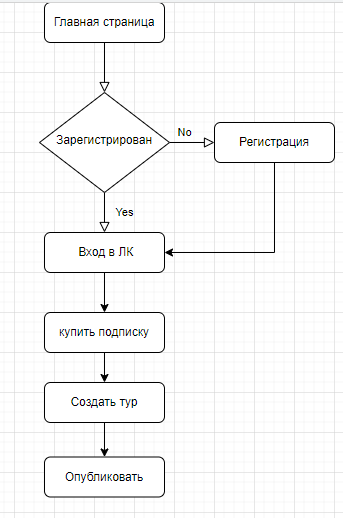 Главная страница
Зарегистрирован
No
Регистрация
Yes
Вход в ЛК
купить подписку
Создать тур
Опубликовать